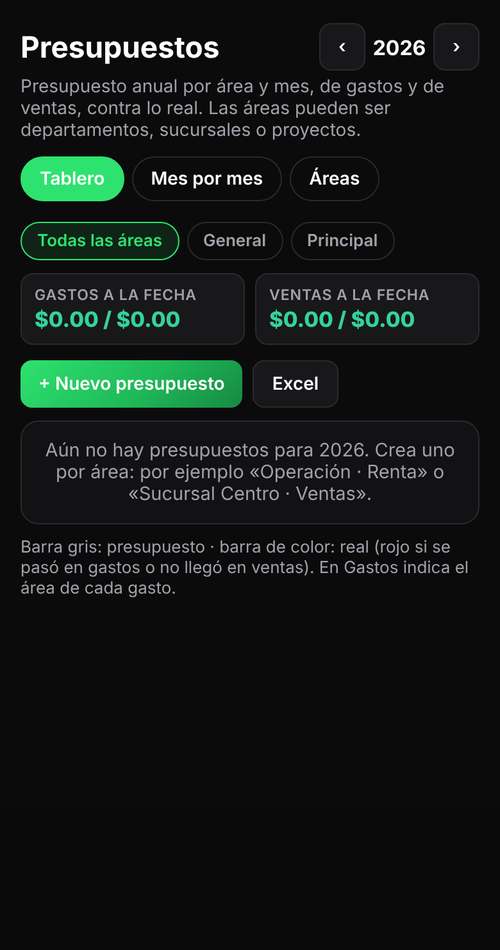 Presupuestos
‹ 2026 ›
Presupuesto anual por área y mes, de gastos y de
ventas, contra lo real. Las áreas pueden ser
departamentos, sucursales o proyectos.
Tablero Mes por mes Áreas
Todas las áreas General Principal
GASTOS A LA FECHA
$0.00 / $0.00
VENTAS A LA FECHA
$0.00 / $0.00
+ Nuevo presupuesto Excel
Aún no hay presupuestos para 2026. Crea uno
por área: por ejemplo «Operación · Renta» o
«Sucursal Centro · Ventas».
Barra gris: presupuesto · barra de color: real (rojo si se
pasó en gastos o no llegó en ventas). En Gastos indica el
área de cada gasto.